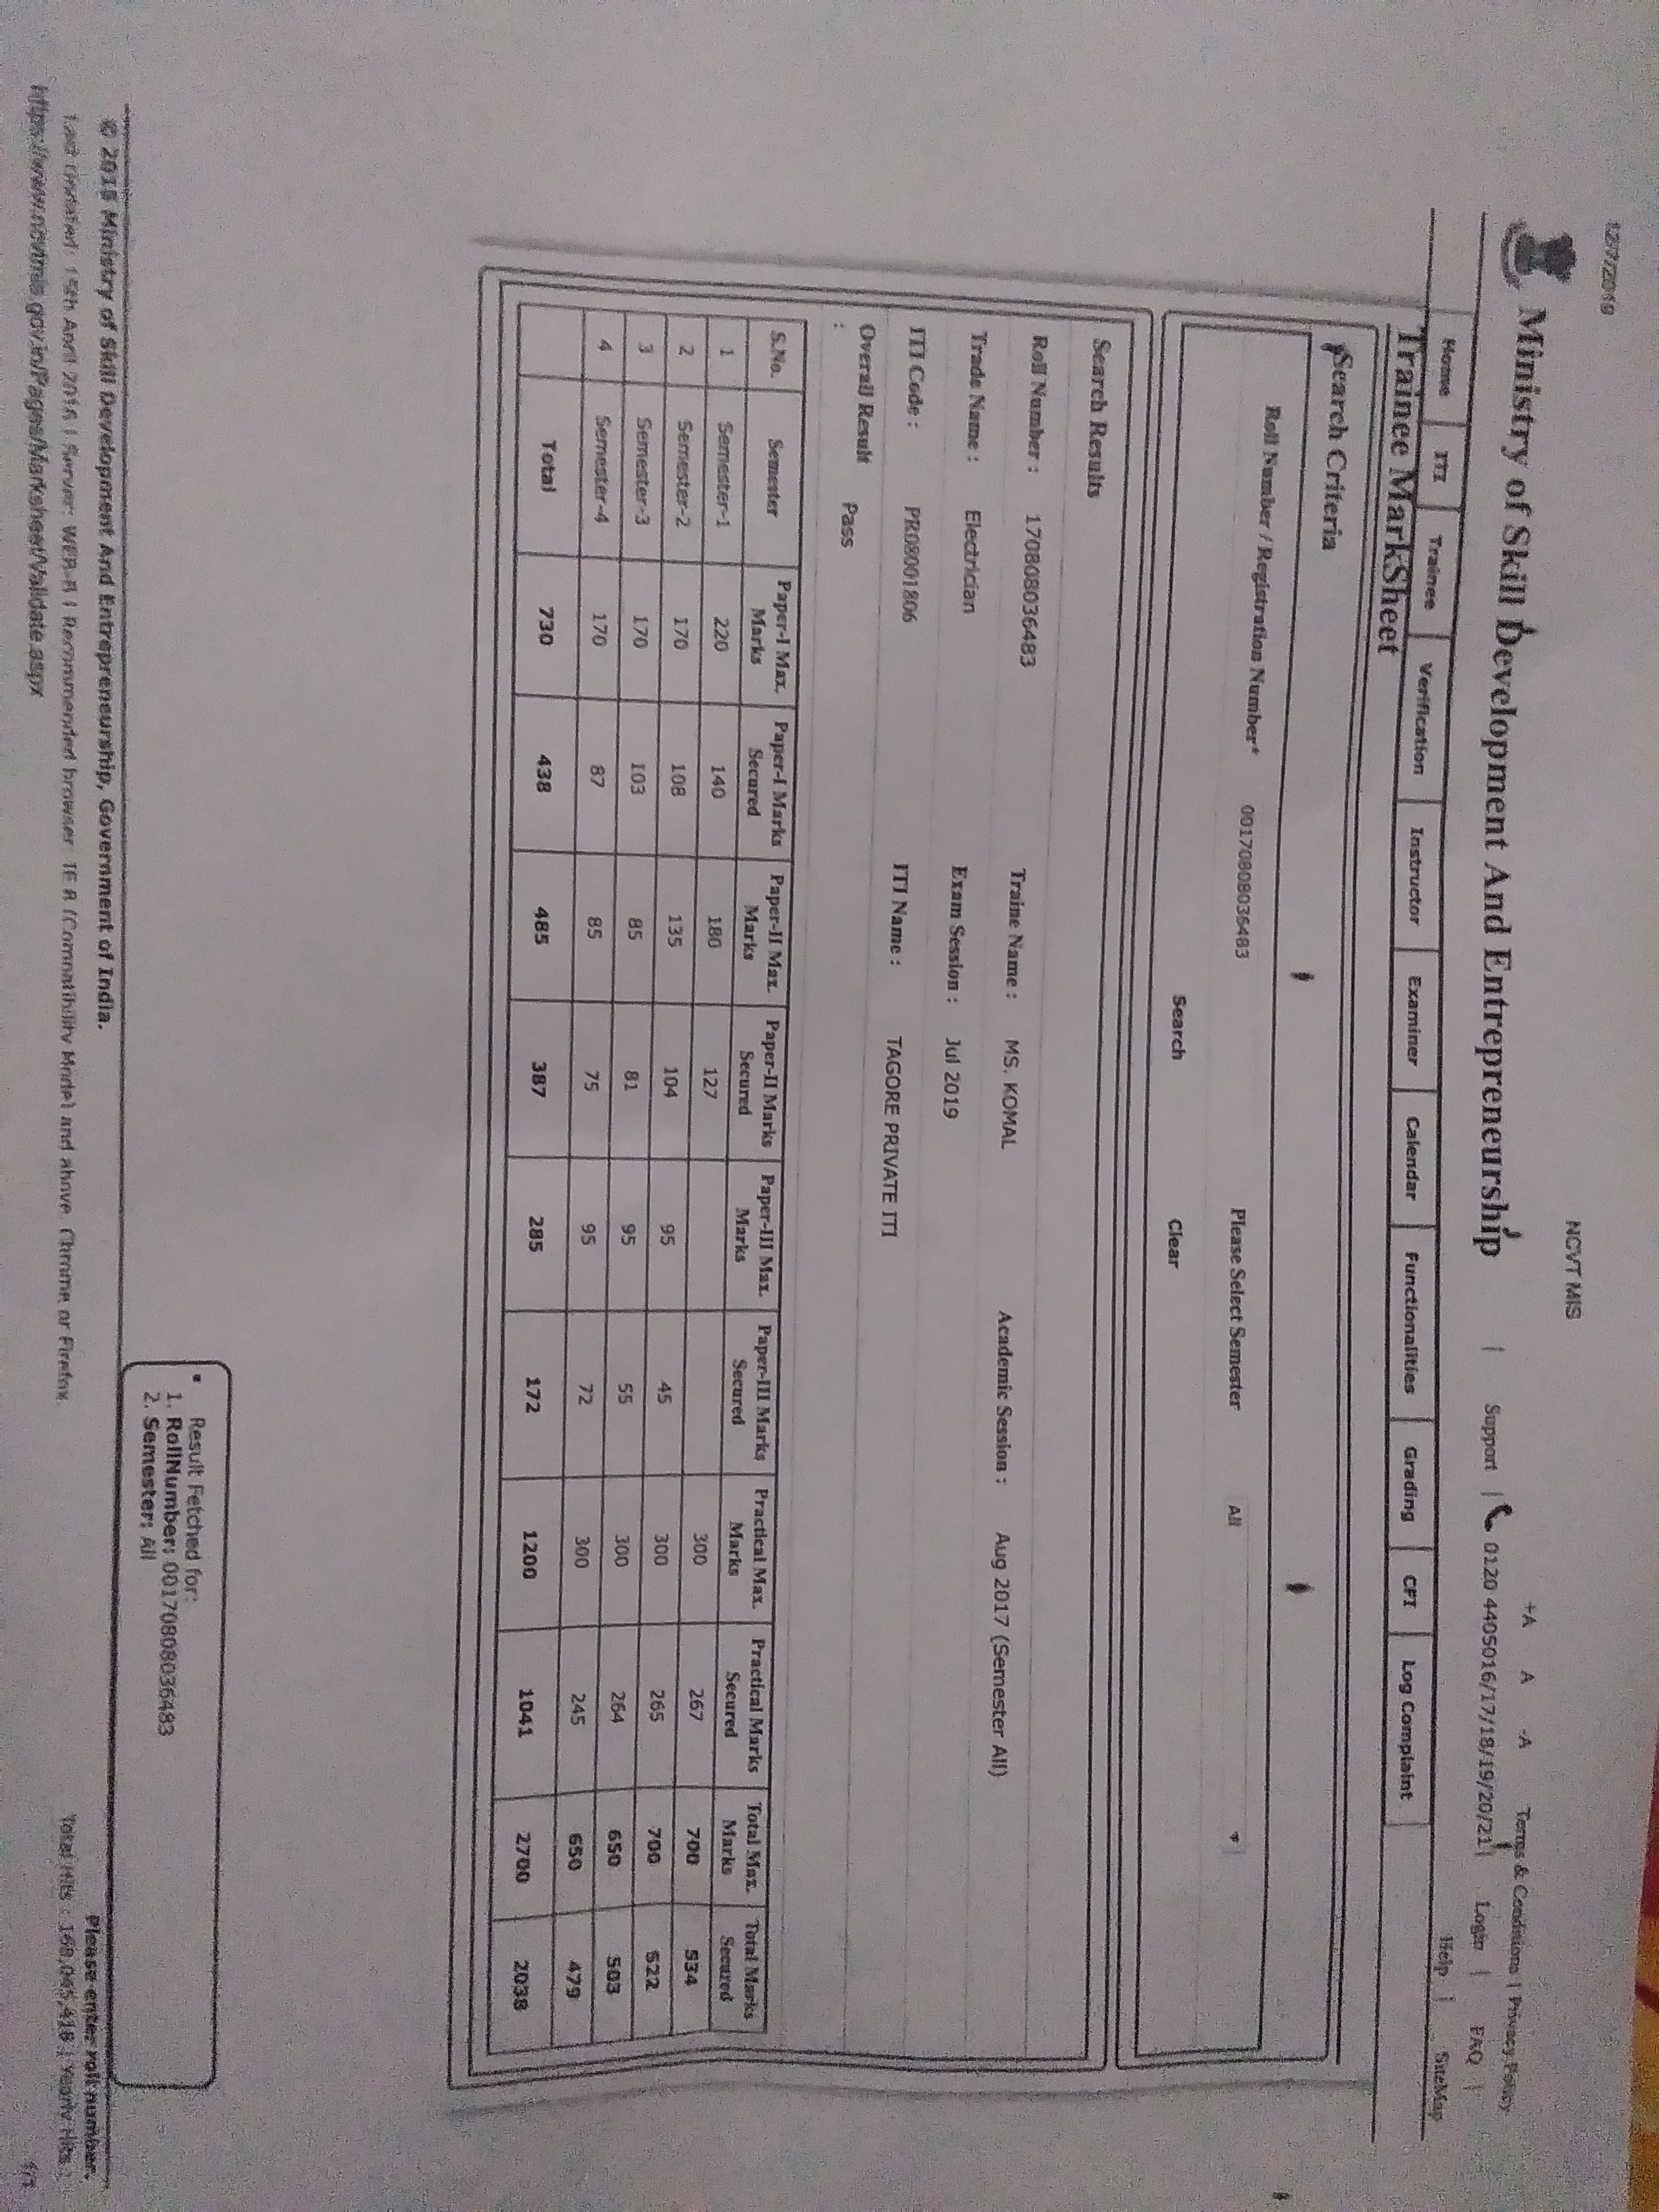 12/7/2019
NCVT MIS
+A A -A Terms & Conditions | Privacy Policy
Ministry of Skill Development And Entrepreneurship | Support | 0120 4405016/17/18/19/20/21 | Login | FAQ |
Help | SiteMap
Home ITI Trainee Verification Instructor Examiner Calendar Functionalities Grading CFI Log Complaint
Trainee MarkSheet
Search Criteria
Roll Number / Registration Number* 00170808036483 Please Select Semester All
Search Clear
Search Results
Roll Number : 170808036483 Traine Name : MS. KOMAL Academic Session : Aug 2017 (Semester All)
Trade Name : Electrician Exam Session : Jul 2019
ITI Code : PR08001806 ITI Name : TAGORE PRIVATE ITI
Overall Result Pass
:
S.No. Semester Paper-I Max. Marks Paper-I Marks Secured Paper-II Max. Marks Paper-II Marks Secured Paper-III Max. Marks Paper-III Marks Secured Practical Max. Marks Practical Marks Secured Total Max. Marks Total Marks Secured
1 Semester-1 220 140 180 127 300 267 700 534
2 Semester-2 170 108 135 104 95 45 300 265 700 522
3 Semester-3 170 103 85 81 95 55 300 264 650 503
4 Semester-4 170 87 85 75 95 72 300 245 650 479
Total 730 438 485 387 285 172 1200 1041 2700 2038
Result Fetched for:
1. RollNumber: 00170808036483
2. Semester: All
Please enter roll number.
© 2015 Ministry of Skill Development And Entrepreneurship, Government of India.
Last Updated: 15th April 2016 | Server: WEB-B | Recommended browser IE 8 (Compatibility Mode) and above, Chrome or Firefox.
Total Hits : 168,045,418 | Yearly Hits :
https://www.ncvtmis.gov.in/Pages/Marksheet/Validate.aspx
1/1